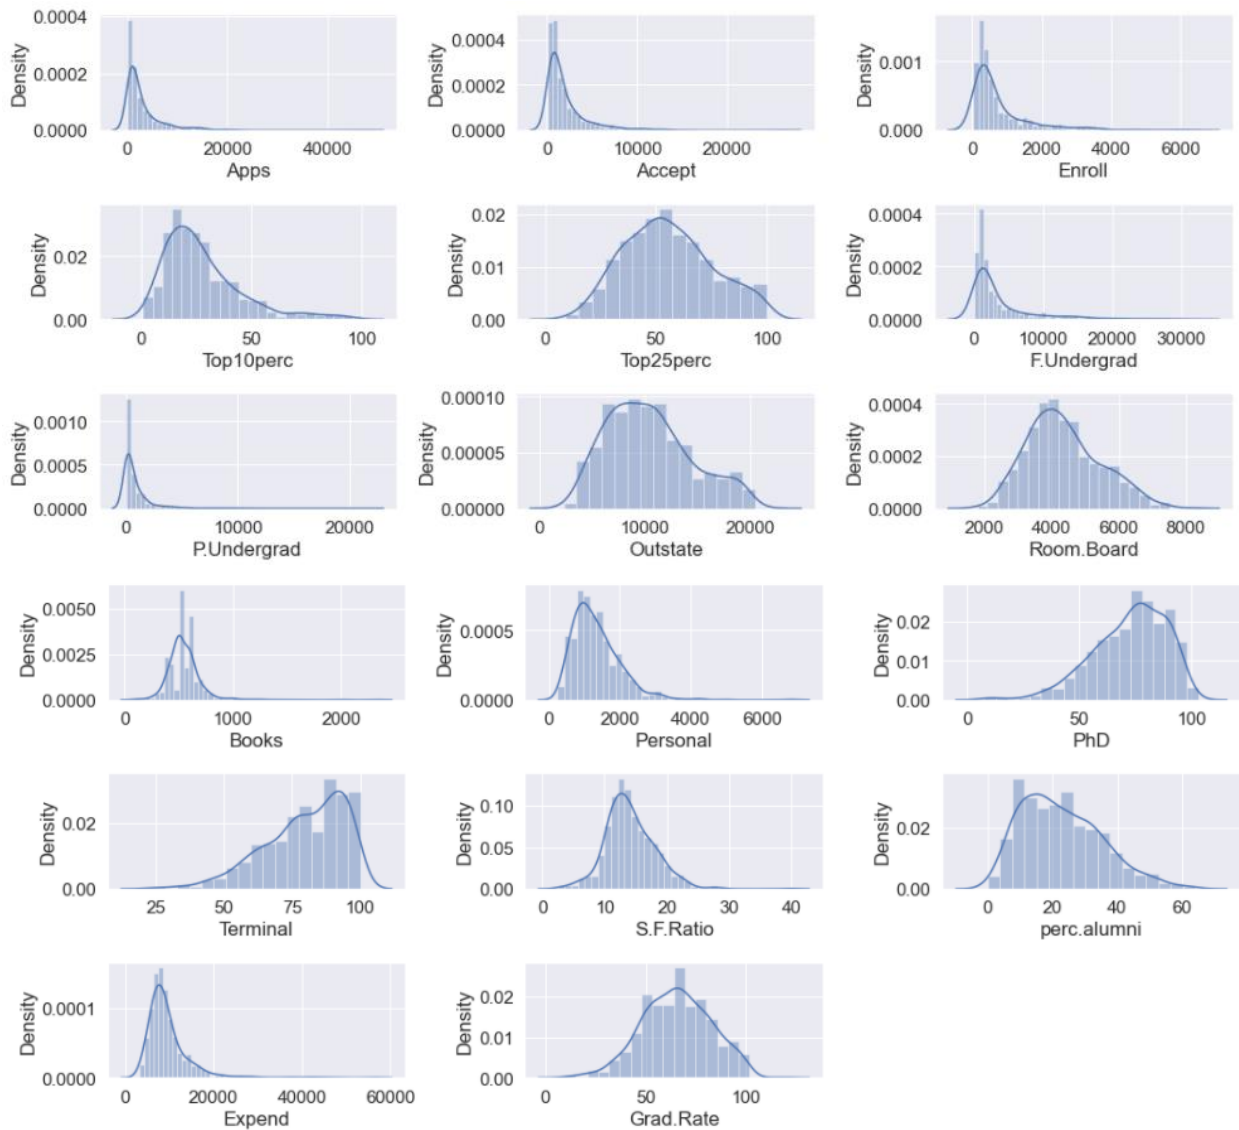 Density
0.0004
0.0002
0.0000
0 20000 40000
Apps
Density
0.0004
0.0002
0.0000
0 10000 20000
Accept
Density
0.001
0.000
0 2000 4000 6000
Enroll
Density
0.02
0.00
0 50 100
Top10perc
Density
0.02
0.01
0.00
0 50 100
Top25perc
Density
0.0004
0.0002
0.0000
0 10000 20000 30000
F.Undergrad
Density
0.0010
0.0005
0.0000
0 10000 20000
P.Undergrad
Density
0.00010
0.00005
0.00000
0 10000 20000
Outstate
Density
0.0004
0.0002
0.0000
2000 4000 6000 8000
Room.Board
Density
0.0050
0.0025
0.0000
0 1000 2000
Books
Density
0.0005
0.0000
0 2000 4000 6000
Personal
Density
0.02
0.01
0.00
0 50 100
PhD
Density
0.02
0.00
25 50 75 100
Terminal
Density
0.10
0.05
0.00
0 10 20 30 40
S.F.Ratio
Density
0.02
0.00
0 20 40 60
perc.alumni
Density
0.0001
0.0000
0 20000 40000 60000
Expend
Density
0.02
0.01
0.00
0 50 100
Grad.Rate